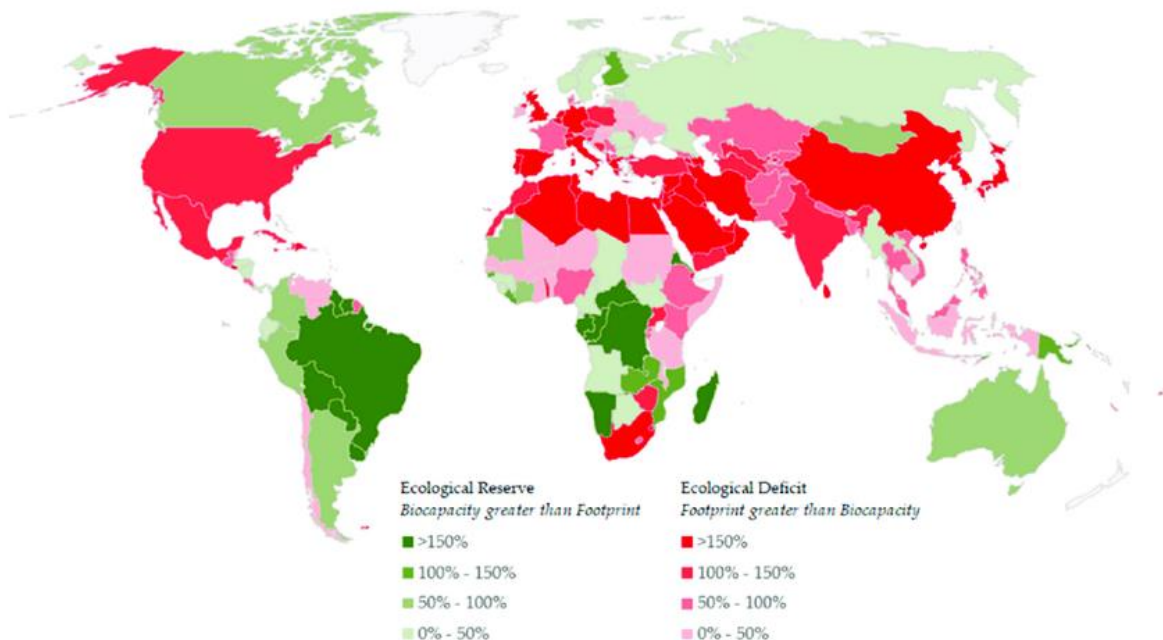 Ecological Reserve
Biocapacity greater than Footprint
>150%
100% - 150%
50% - 100%
0% - 50%
Ecological Deficit
Footprint greater than Biocapacity
>150%
100% - 150%
50% - 100%
0% - 50%